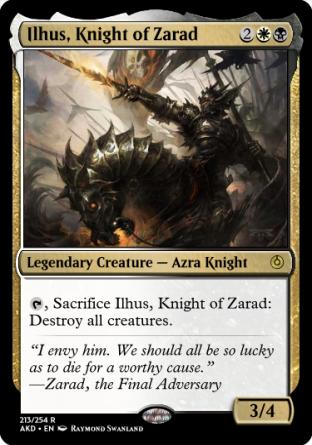 Ilhus, Knight of Zarad 2
Legendary Creature — Azra Knight
, Sacrifice Ilhus, Knight of Zarad:
Destroy all creatures.
“I envy him. We should all be so lucky
as to die for a worthy cause.”
—Zarad, the Final Adversary
3/4
213/254 R
AKD • EN RAYMOND SWANLAND